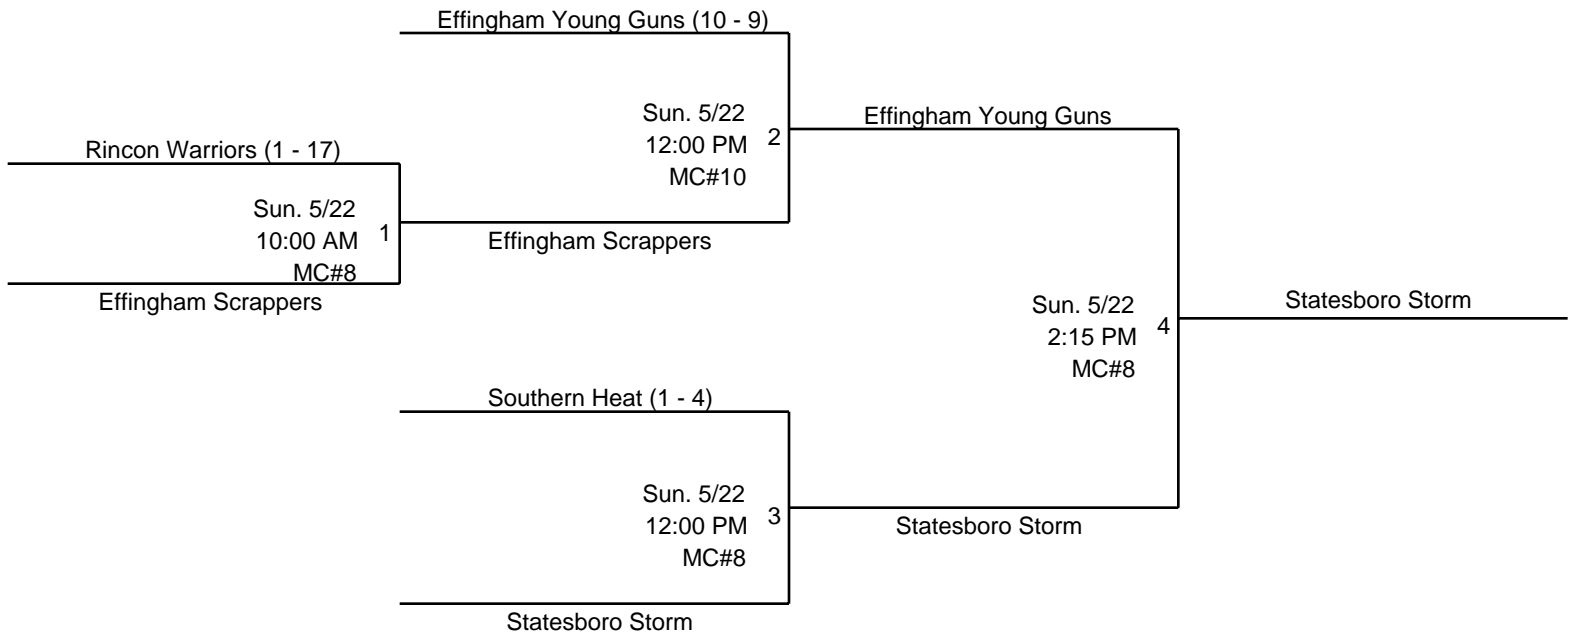 Effingham Young Guns (10 - 9)
Sun. 5/22
12:00 PM
2
MC#10
Effingham Young Guns
Rincon Warriors (1 - 17)
Sun. 5/22
10:00 AM
1
MC#8
Effingham Scrappers
Effingham Scrappers
Sun. 5/22
2:15 PM
4
MC#8
Statesboro Storm
Southern Heat (1 - 4)
Sun. 5/22
12:00 PM
3
MC#8
Statesboro Storm
Statesboro Storm